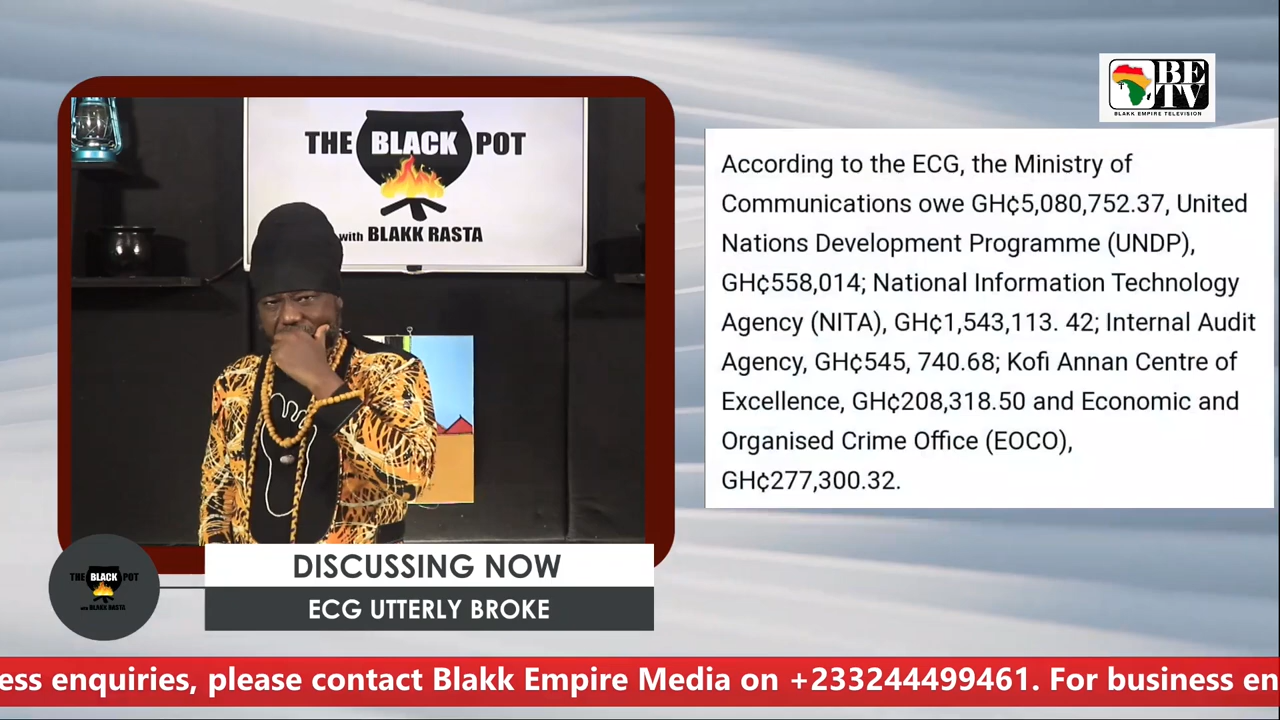 THE BLACK POT
with BLAKK RASTA
BE
TV
BLAKK EMPIRE TELEVISION
According to the ECG, the Ministry of
Communications owe GH¢5,080,752.37, United
Nations Development Programme (UNDP),
GH¢558,014; National Information Technology
Agency (NITA), GH¢1,543,113. 42; Internal Audit
Agency, GH¢545, 740.68; Kofi Annan Centre of
Excellence, GH¢208,318.50 and Economic and
Organised Crime Office (EOCO),
GH¢277,300.32.
THE BLACK POT
with BLAKK RASTA
DISCUSSING NOW
ECG UTTERLY BROKE
ess enquiries, please contact Blakk Empire Media on +233244499461. For business en